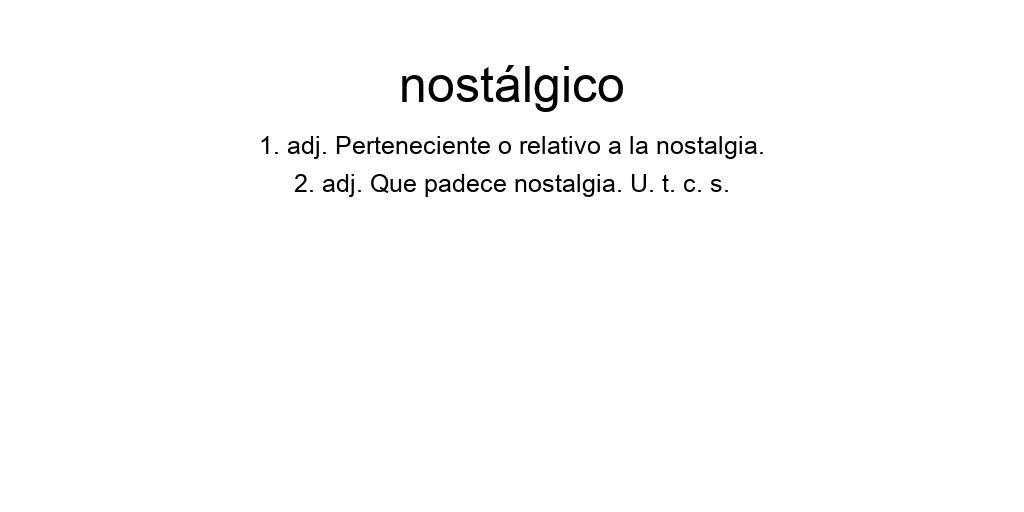 nostálgico
1. adj. Perteneciente o relativo a la nostalgia.
2. adj. Que padece nostalgia. U. t. c. s.